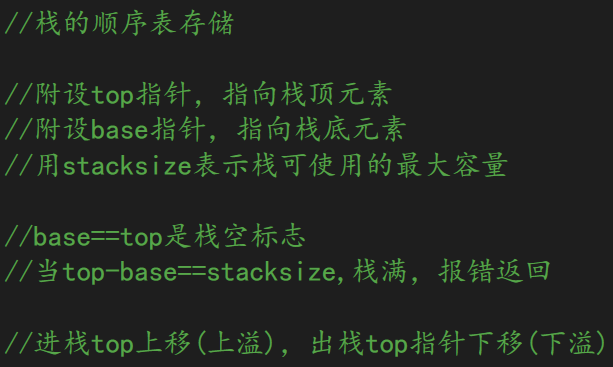 //栈的顺序表存储
//附设top指针，指向栈顶元素
//附设base指针，指向栈底元素
//用stacksize表示栈可使用的最大容量
//base==top是栈空标志
//当top-base==stacksize,栈满，报错返回
//进栈top上移(上溢)，出栈top指针下移(下溢)